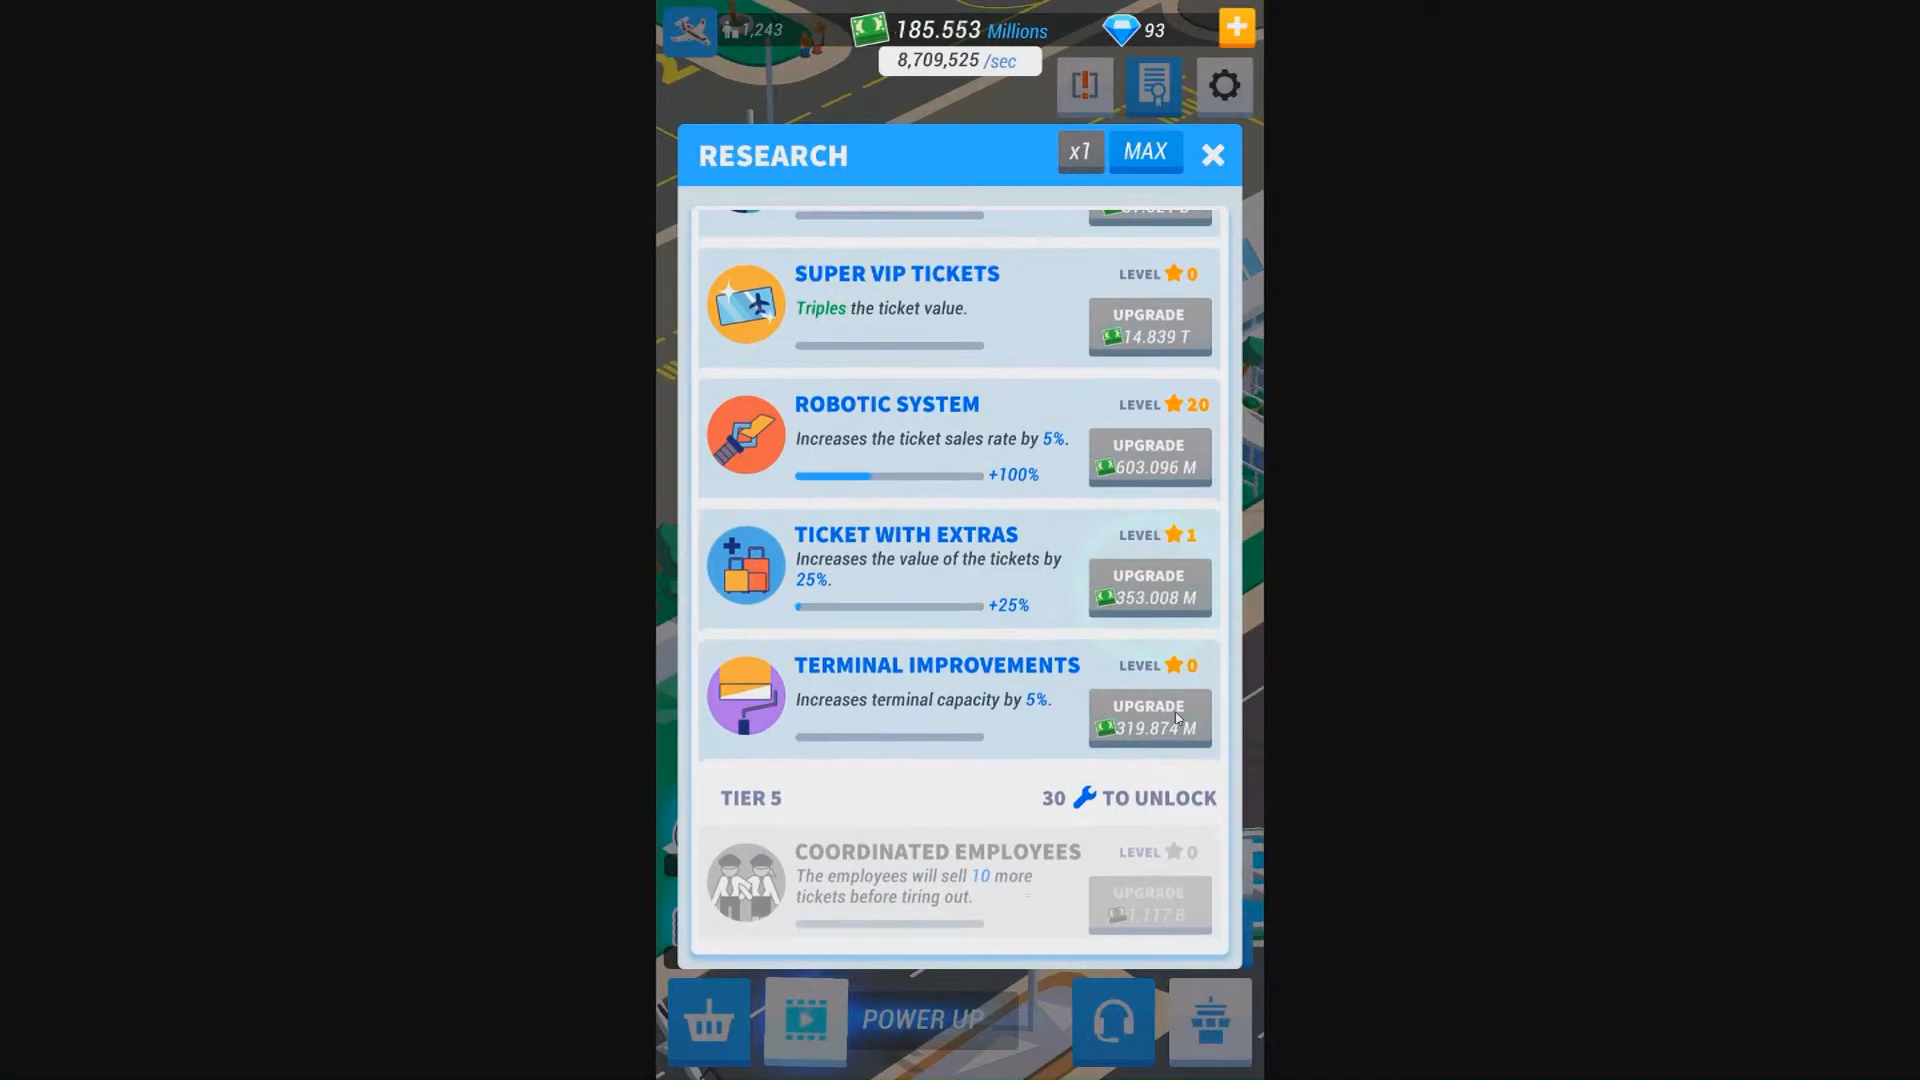 1,243
185.553 Millions
93
8,709,525 /sec
RESEARCH
x1
MAX
SUPER VIP TICKETS
LEVEL 0
Triples the ticket value.
UPGRADE
14.839 T
ROBOTIC SYSTEM
LEVEL 20
Increases the ticket sales rate by 5%.
UPGRADE
603.096 M
+100%
TICKET WITH EXTRAS
LEVEL 1
Increases the value of the tickets by
25%.
UPGRADE
353.008 M
+25%
TERMINAL IMPROVEMENTS
LEVEL 0
Increases terminal capacity by 5%.
UPGRADE
319.874 M
TIER 5
30 TO UNLOCK
COORDINATED EMPLOYEES
LEVEL 0
The employees will sell 10 more
tickets before tiring out.
UPGRADE
1.117 B
POWER UP